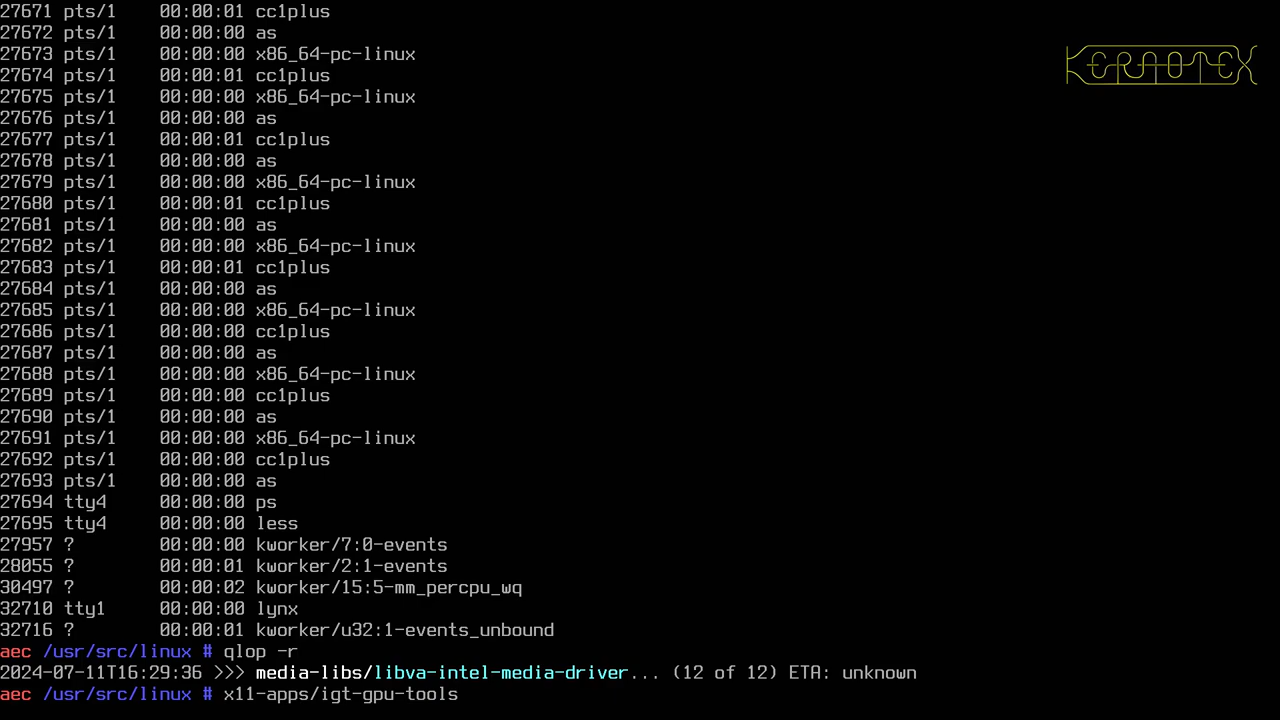 27671 pts/1    00:00:01 cc1plus
27672 pts/1    00:00:00 as
27673 pts/1    00:00:00 x86_64-pc-linux
27674 pts/1    00:00:01 cc1plus
27675 pts/1    00:00:00 x86_64-pc-linux
27676 pts/1    00:00:00 as
27677 pts/1    00:00:01 cc1plus
27678 pts/1    00:00:00 as
27679 pts/1    00:00:00 x86_64-pc-linux
27680 pts/1    00:00:01 cc1plus
27681 pts/1    00:00:00 as
27682 pts/1    00:00:00 x86_64-pc-linux
27683 pts/1    00:00:01 cc1plus
27684 pts/1    00:00:00 as
27685 pts/1    00:00:00 x86_64-pc-linux
27686 pts/1    00:00:00 cc1plus
27687 pts/1    00:00:00 as
27688 pts/1    00:00:00 x86_64-pc-linux
27689 pts/1    00:00:00 cc1plus
27690 pts/1    00:00:00 as
27691 pts/1    00:00:00 x86_64-pc-linux
27692 pts/1    00:00:00 cc1plus
27693 pts/1    00:00:00 as
27694 tty4     00:00:00 ps
27695 tty4     00:00:00 less
27957 ?        00:00:00 kworker/7:0-events
28055 ?        00:00:01 kworker/2:1-events
30497 ?        00:00:02 kworker/15:5-mm_percpu_wq
32710 tty1     00:00:00 lynx
32716 ?        00:00:01 kworker/u32:1-events_unbound
aec /usr/src/linux # qlop -r
2024-07-11T16:29:36 >>> media-libs/libva-intel-media-driver... (12 of 12) ETA: unknown
aec /usr/src/linux # x11-apps/igt-gpu-tools